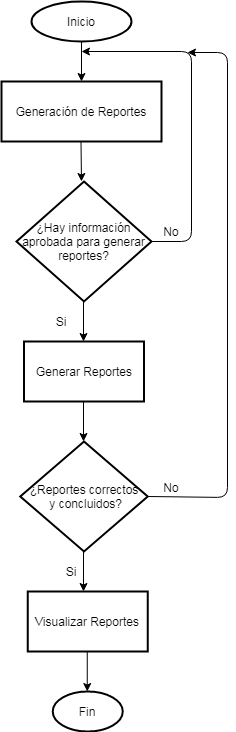 Inicio
Generación de Reportes
¿Hay información
aprobada para generar
reportes?
No
Si
Generar Reportes
¿Reportes correctos
y concluidos?
No
Si
Visualizar Reportes
Fin